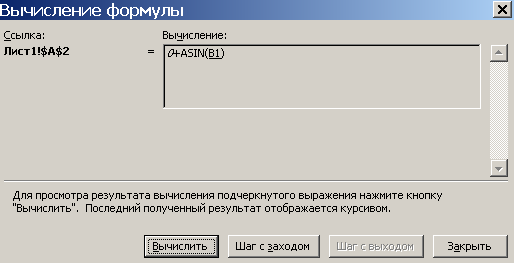 Вычисление формулы
Ссылка: Вычисление:
Лист1!$A$2 = 0+ASIN(B1)
Для просмотра результата вычисления подчеркнутого выражения нажмите кнопку
"Вычислить". Последний полученный результат отображается курсивом.
Вычислить Шаг с заходом Шаг с выходом Закрыть